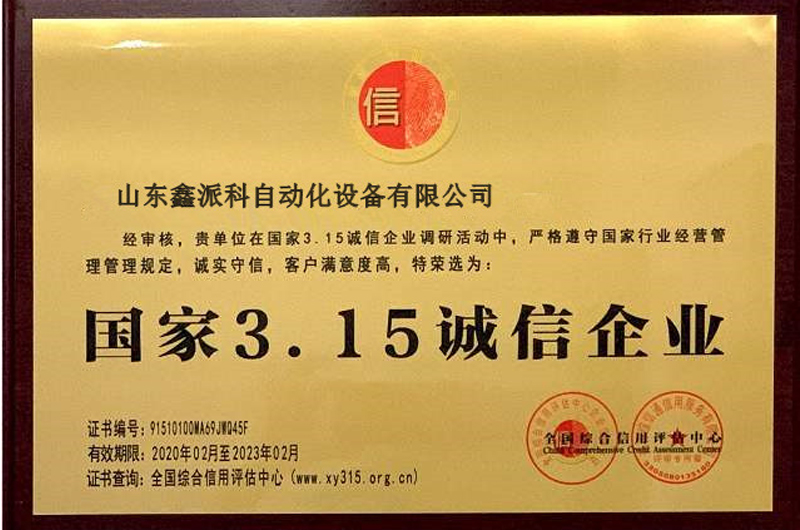 信
山东鑫派科自动化设备有限公司
经审核，贵单位在国家3.15诚信企业调研活动中，严格遵守国家行业经营管
理管理规定，诚实守信，客户满意度高，特荣选为：
国家3.15诚信企业
证书编号：91510100MA69JWQ45F
有效期限：2020年02月至2023年02月
证书查询：全国综合信用评估中心（www.xy315.org.cn）
全国综合信用评估中心
China Comprehensive Credit Assessment Center